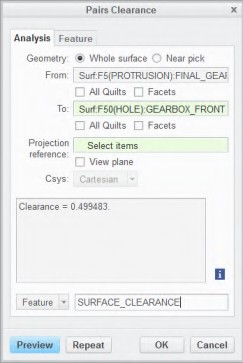 Pairs Clearance
Analysis Feature
Geometry: Whole surface Near pick
From: Surf:F5(PROTRUSION):FINAL_GEAR
All Quilts Facets
To: Surf:F50(HOLE):GEARBOX_FRONT
All Quilts Facets
Projection
reference: Select items
View plane
Csys: Cartesian
Clearance = 0.499483.
Feature SURFACE_CLEARANCE
Preview Repeat OK Cancel